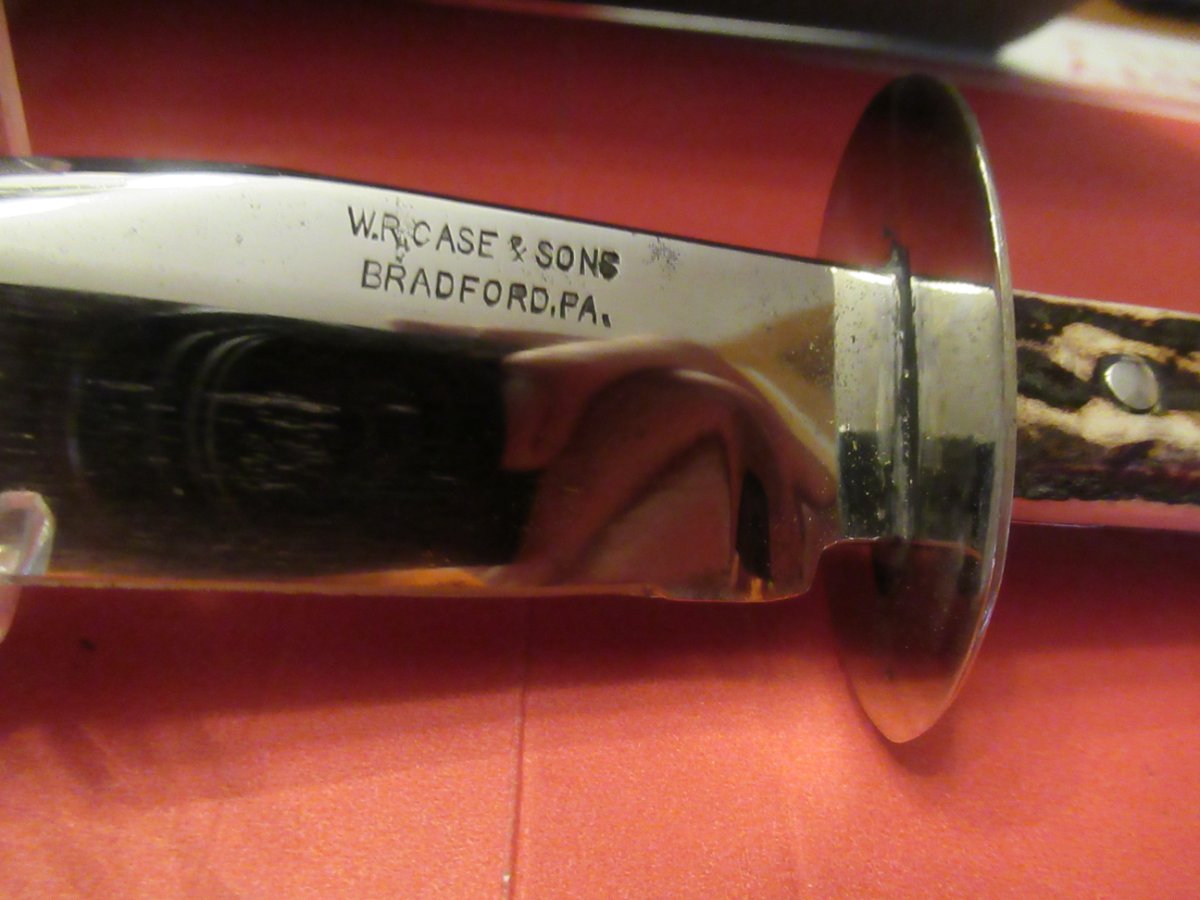 W.R. CASE & SONS
BRADFORD, PA.